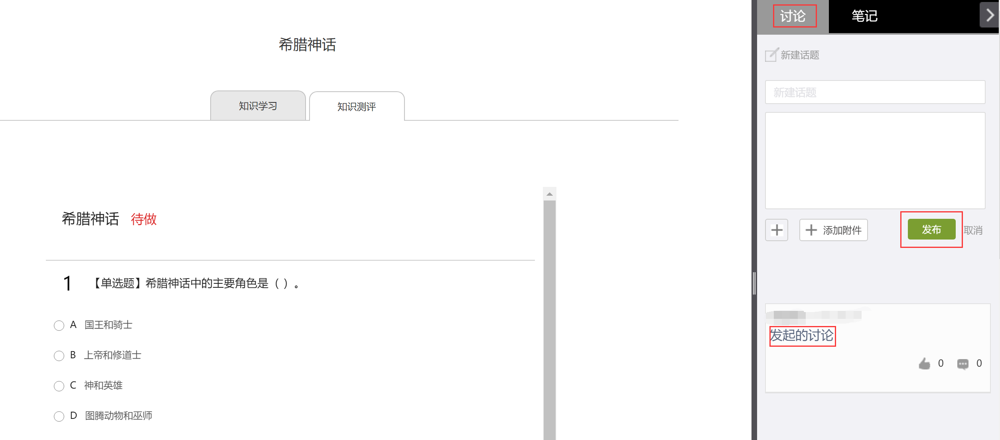 希腊神话
知识学习
知识测评
希腊神话 待做
1 【单选题】希腊神话中的主要角色是（ ）。
A 国王和骑士
B 上帝和修道士
C 神和英雄
D 图腾动物和巫师
讨论 笔记
新建话题
新建话题
添加附件 发布 取消
发起的讨论
0 0